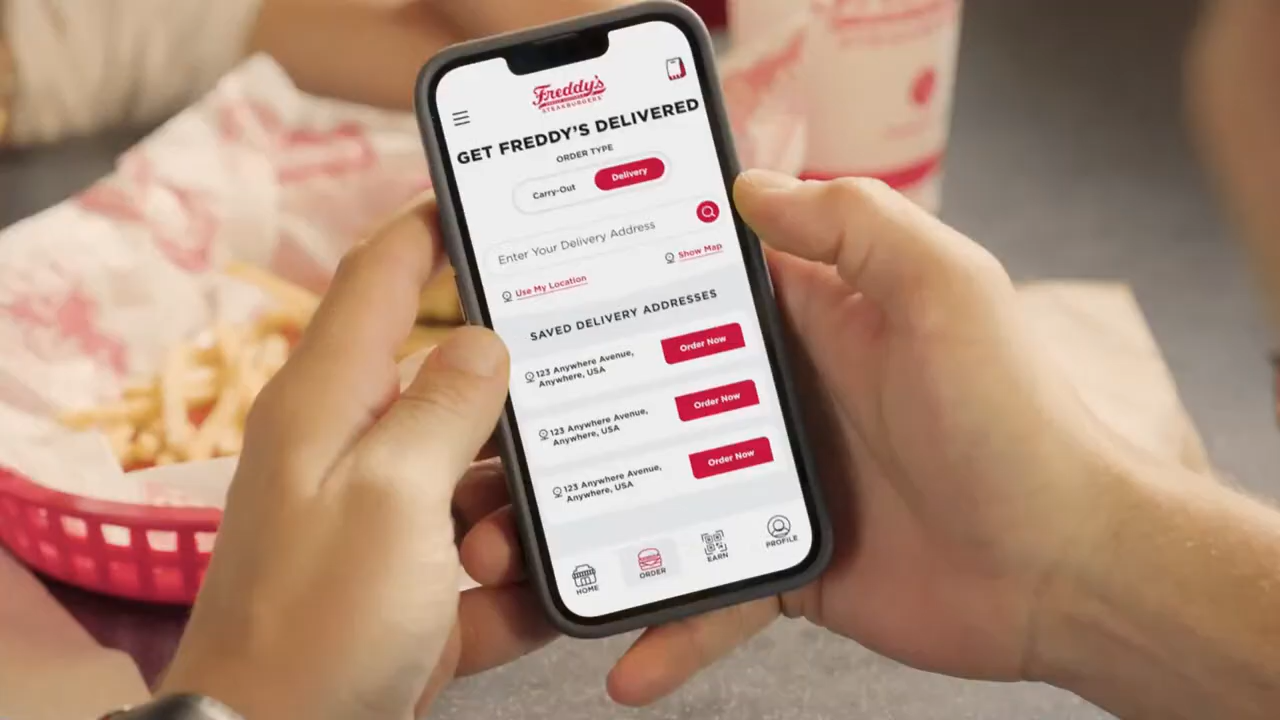 Freddy's
STEAKBURGERS
GET FREDDY'S DELIVERED
ORDER TYPE
Carry-Out
Delivery
Enter Your Delivery Address
Use My Location
Show Map
SAVED DELIVERY ADDRESSES
123 Anywhere Avenue,
Anywhere, USA
Order Now
123 Anywhere Avenue,
Anywhere, USA
Order Now
123 Anywhere Avenue,
Anywhere, USA
Order Now
HOME
ORDER
EARN
PROFILE